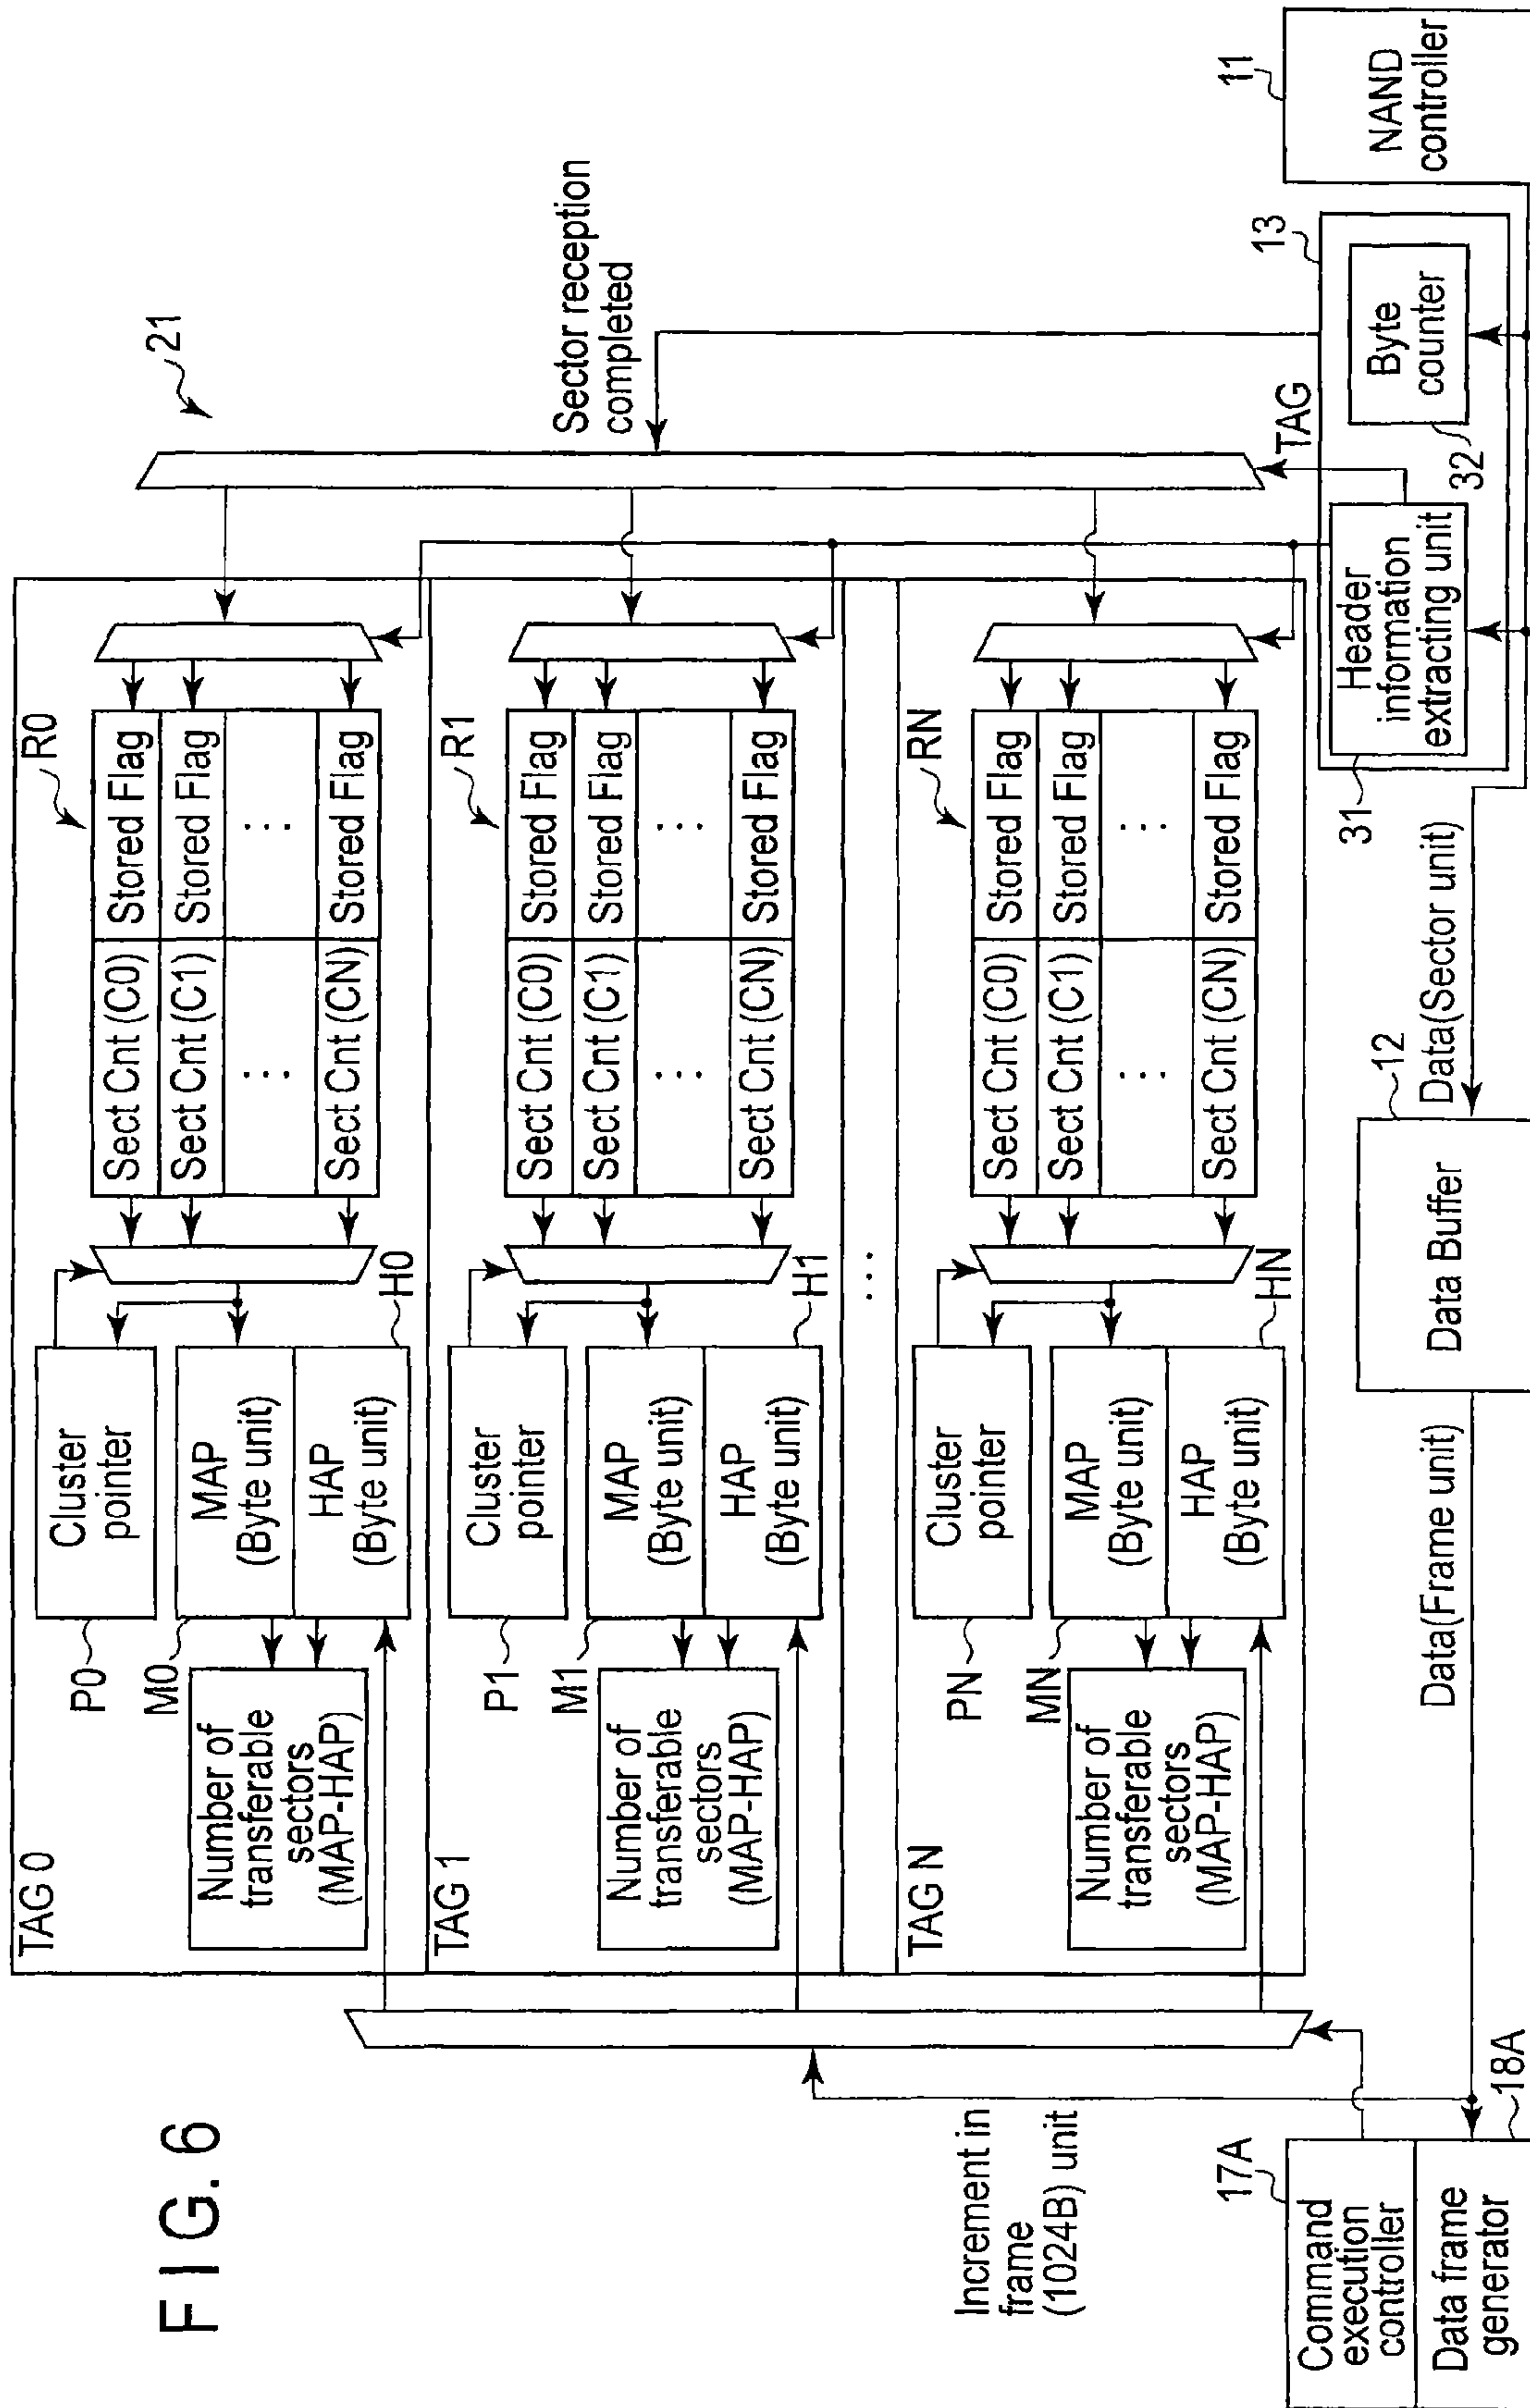 FIG. 6
21
TAG 0
P0
Cluster
pointer
M0
MAP
(Byte unit)
HAP
(Byte unit)
H0
Number of
transferable
sectors
(MAP-HAP)
R0
Sect Cnt (C0)
Stored Flag
Sect Cnt (C1)
Stored Flag
...
...
Sect Cnt (CN)
Stored Flag
TAG 1
P1
Cluster
pointer
M1
MAP
(Byte unit)
HAP
(Byte unit)
H1
Number of
transferable
sectors
(MAP-HAP)
R1
Sect Cnt (C0)
Stored Flag
Sect Cnt (C1)
Stored Flag
...
...
Sect Cnt (CN)
Stored Flag
...
TAG N
PN
Cluster
pointer
MN
MAP
(Byte unit)
HAP
(Byte unit)
HN
Number of
transferable
sectors
(MAP-HAP)
RN
Sect Cnt (C0)
Stored Flag
Sect Cnt (C1)
Stored Flag
...
...
Sect Cnt (CN)
Stored Flag
Sector reception
completed
TAG
Increment in
frame
(1024B) unit
17A
Command
execution
controller
Data frame
generator
18A
Data(Frame unit)
12
Data Buffer
Data(Sector unit)
31
Header
information
extracting unit
32
Byte
counter
13
11
NAND
controller